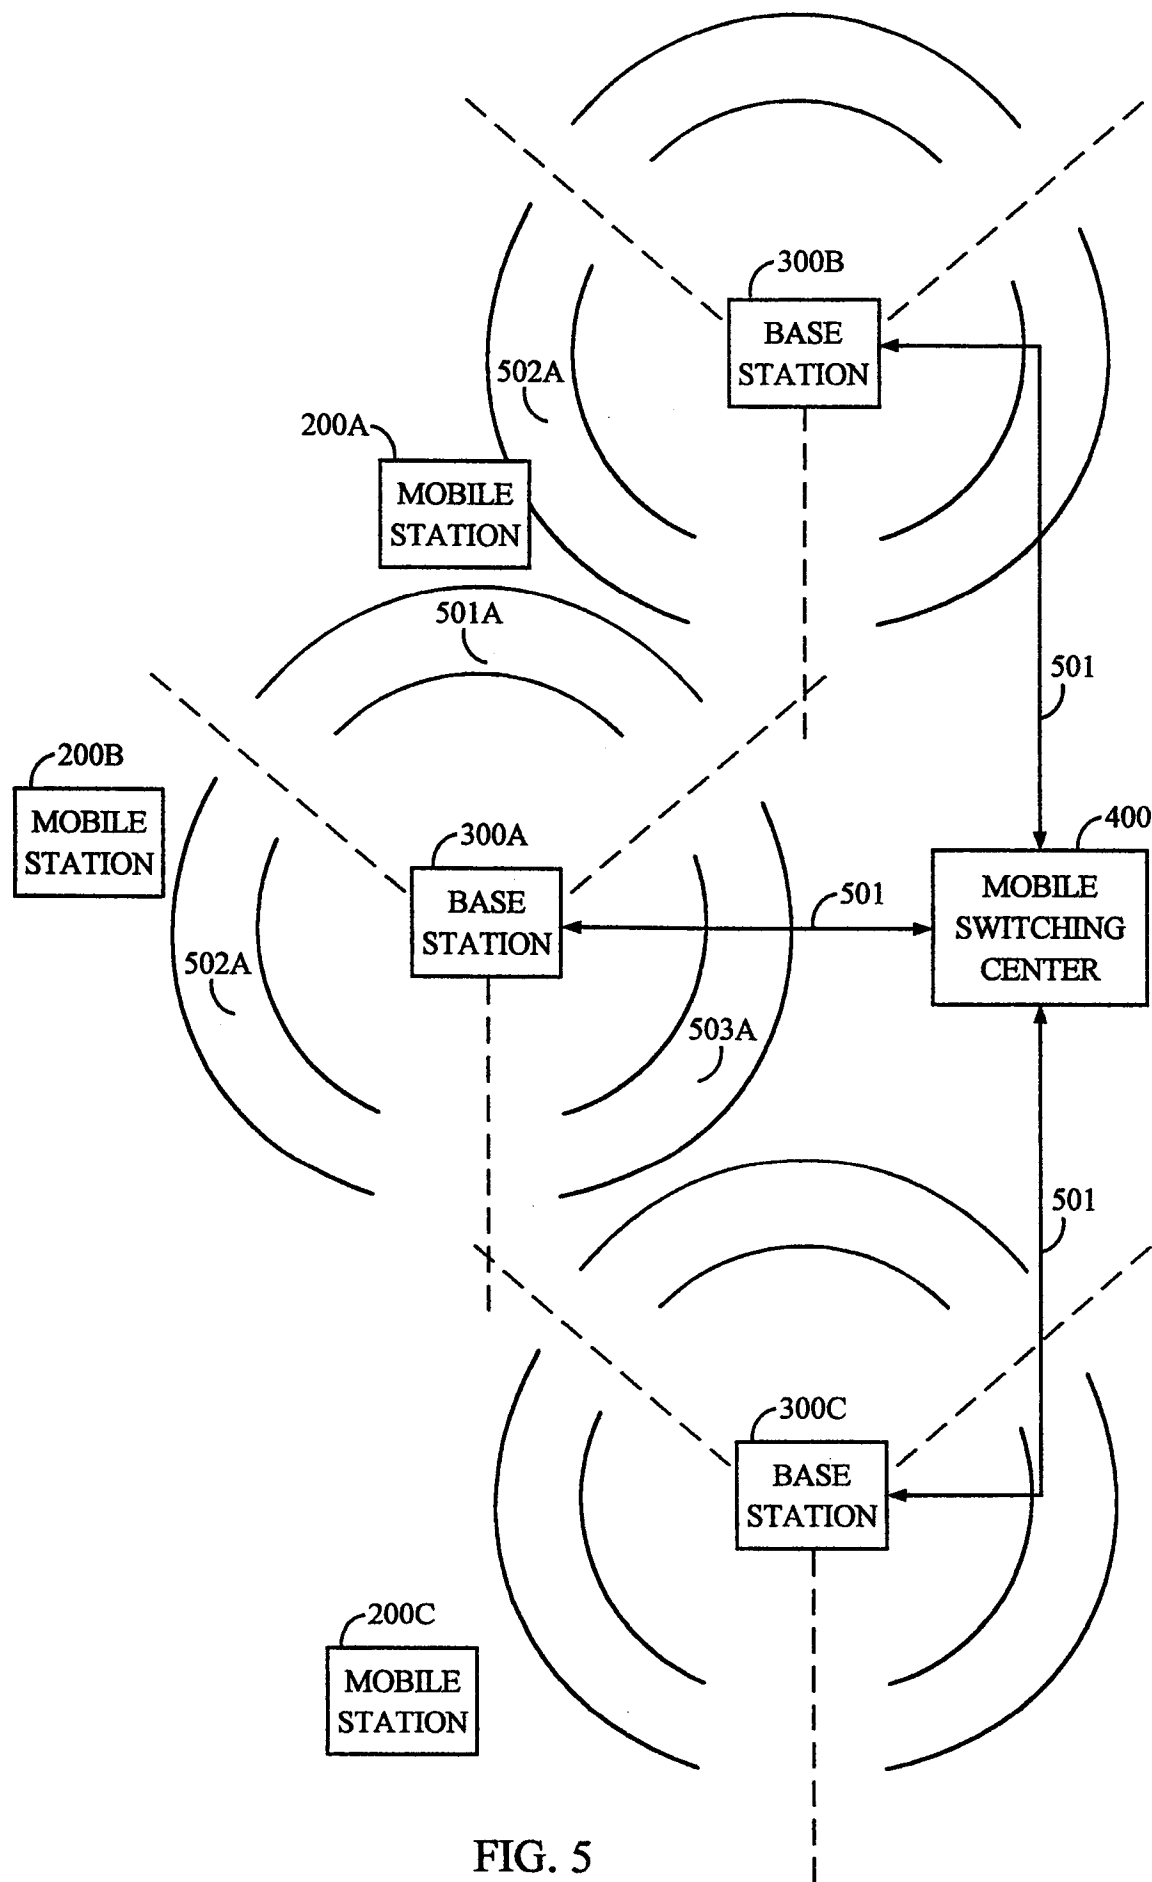 300B
BASE
STATION
502A
200A
MOBILE
STATION
501A
501
200B
MOBILE
STATION
300A
BASE
STATION
501
400
MOBILE
SWITCHING
CENTER
502A
503A
501
300C
BASE
STATION
200C
MOBILE
STATION
FIG. 5